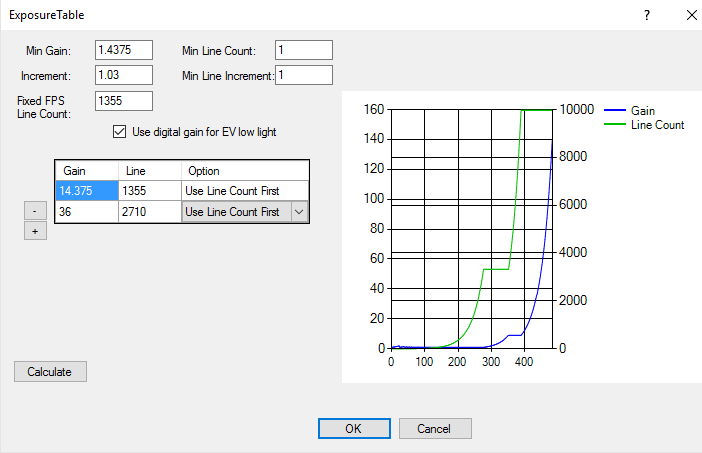 ExposureTable
? ×
Min Gain: 1.4375 Min Line Count: 1
Increment: 1.03 Min Line Increment: 1
Fixed FPS
Line Count: 1355
Use digital gain for EV low light
Gain Line Option
14.375 1355 Use Line Count First
36 2710 Use Line Count First
-
+
160 10000
140
120 8000
100
80 6000
60 4000
40
20 2000
0 0
0 100 200 300 400
Gain
Line Count
Calculate
OK Cancel